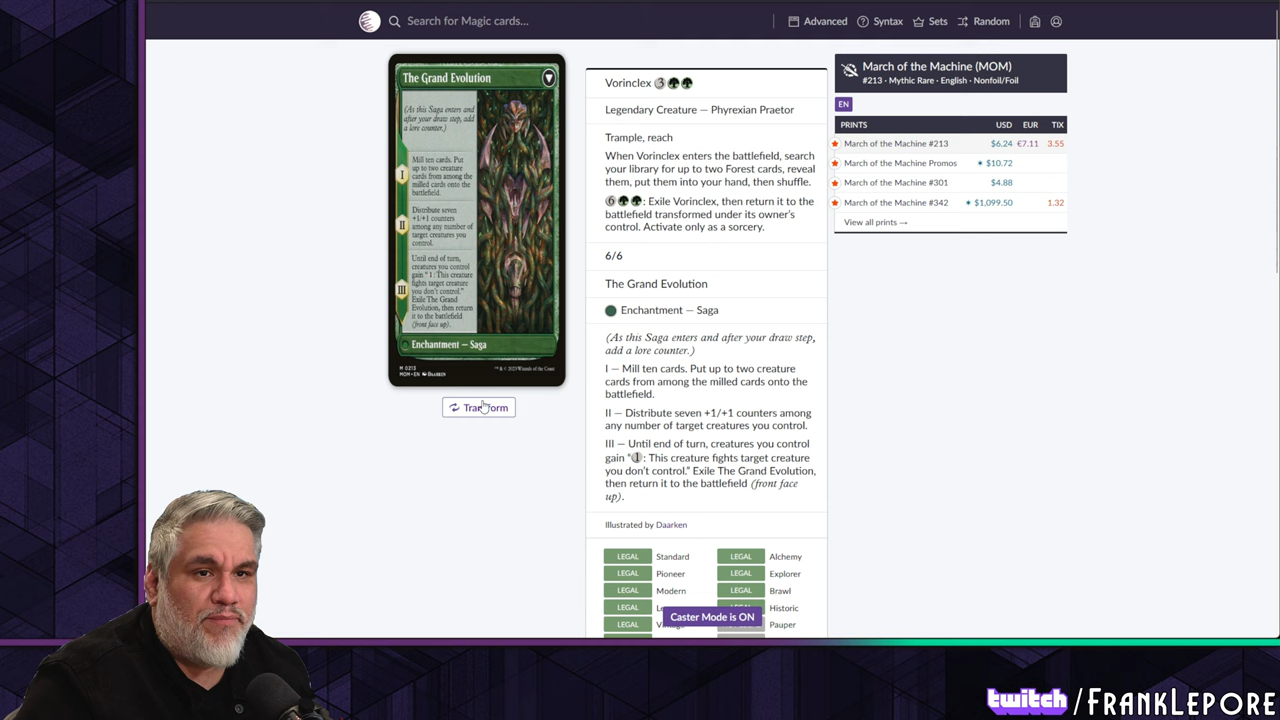 Search for Magic cards...
Advanced
Syntax
Sets
Random
The Grand Evolution
(As this Saga enters and
after your draw step, add
a lore counter.)
I
Mill ten cards. Put
up to two creature
cards from among the
milled cards onto the
battlefield.
II
Distribute seven
+1/+1 counters
among any number of
target creatures you
control.
III
Until end of turn,
creatures you control
gain "1: This creature
fights target creature
you don't control."
Exile The Grand
Evolution, then return
it to the battlefield
(front face up).
Enchantment — Saga
M 0213
MOM • EN DAARKEN
Transform
Vorinclex 3
Legendary Creature — Phyrexian Praetor
Trample, reach
When Vorinclex enters the battlefield, search
your library for up to two Forest cards, reveal
them, put them into your hand, then shuffle.
6: Exile Vorinclex, then return it to the
battlefield transformed under its owner's
control. Activate only as a sorcery.
6/6
The Grand Evolution
Enchantment — Saga
(As this Saga enters and after your draw step,
add a lore counter.)
I — Mill ten cards. Put up to two creature
cards from among the milled cards onto the
battlefield.
II — Distribute seven +1/+1 counters among
any number of target creatures you control.
III — Until end of turn, creatures you control
gain "1: This creature fights target creature
you don't control." Exile The Grand Evolution,
then return it to the battlefield (front face
up).
Illustrated by Daarken
LEGAL Standard LEGAL Alchemy
LEGAL Pioneer LEGAL Explorer
LEGAL Modern LEGAL Brawl
LEGAL LEGAL Historic
LEGAL Pauper
Caster Mode is ON
March of the Machine (MOM)
#213 • Mythic Rare • English • Nonfoil/Foil
EN
PRINTS USD EUR TIX
March of the Machine #213 $6.24 €7.11 3.55
March of the Machine Promos $10.72
March of the Machine #301 $4.88
March of the Machine #342 $1,099.50 1.32
View all prints →
twitch/FRANKLEPORE